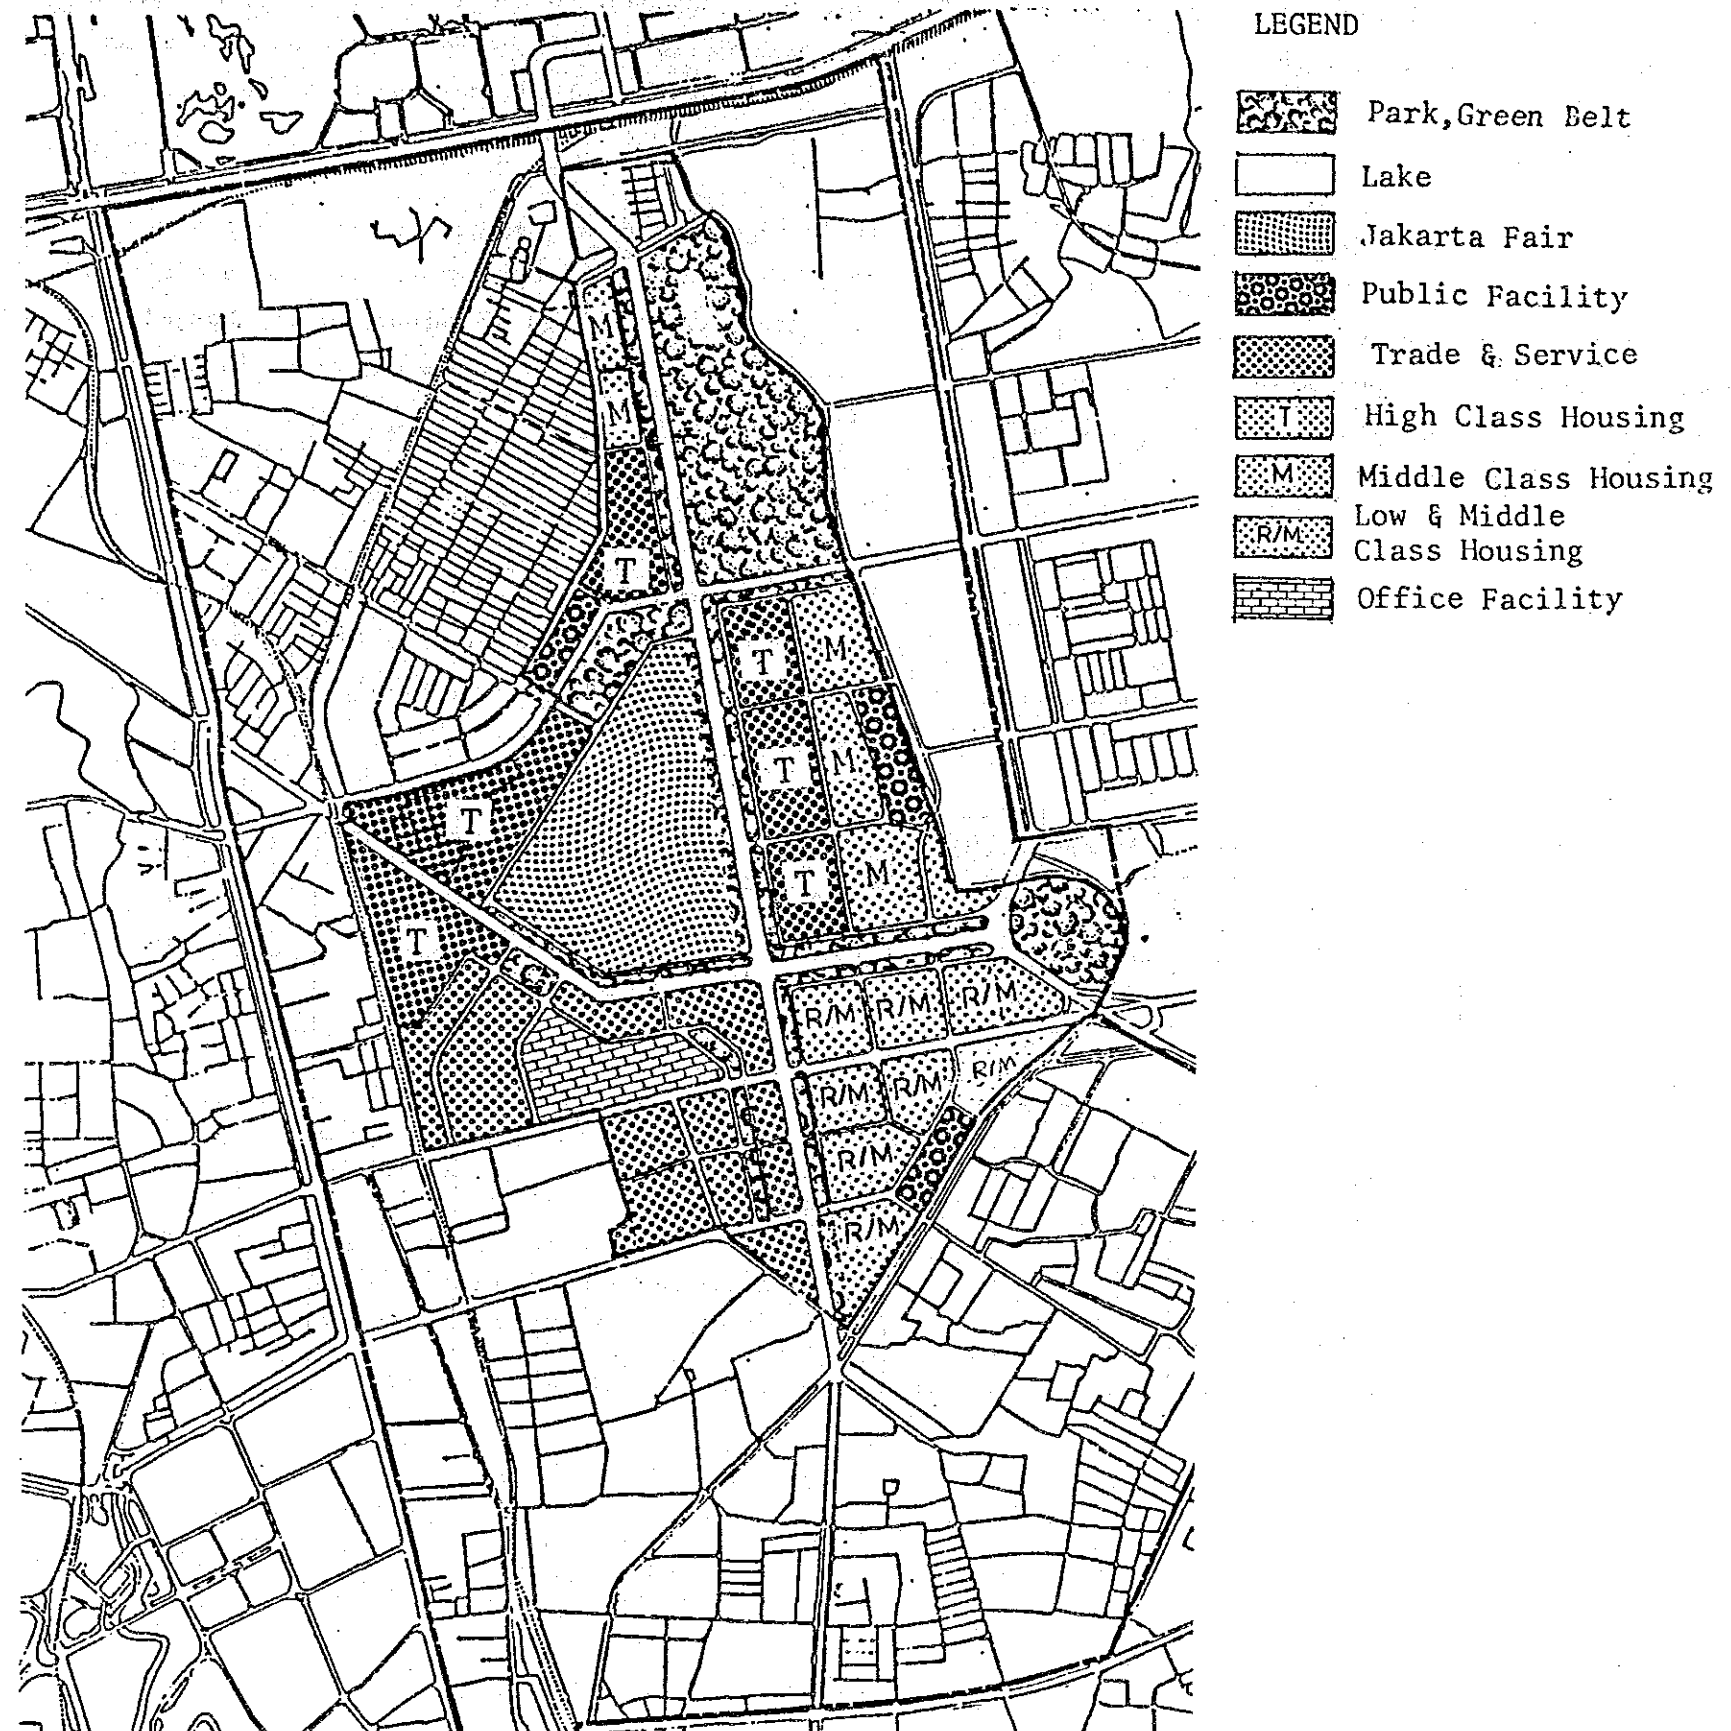 LEGEND
Park,Green Belt
Lake
Jakarta Fair
Public Facility
Trade & Service
T High Class Housing
M Middle Class Housing
R/M Low & Middle
Class Housing
Office Facility
M
M
T
T M
T M
T
T M
T
R/M R/M R/M
R/M R/M R/M
R/M
R/M